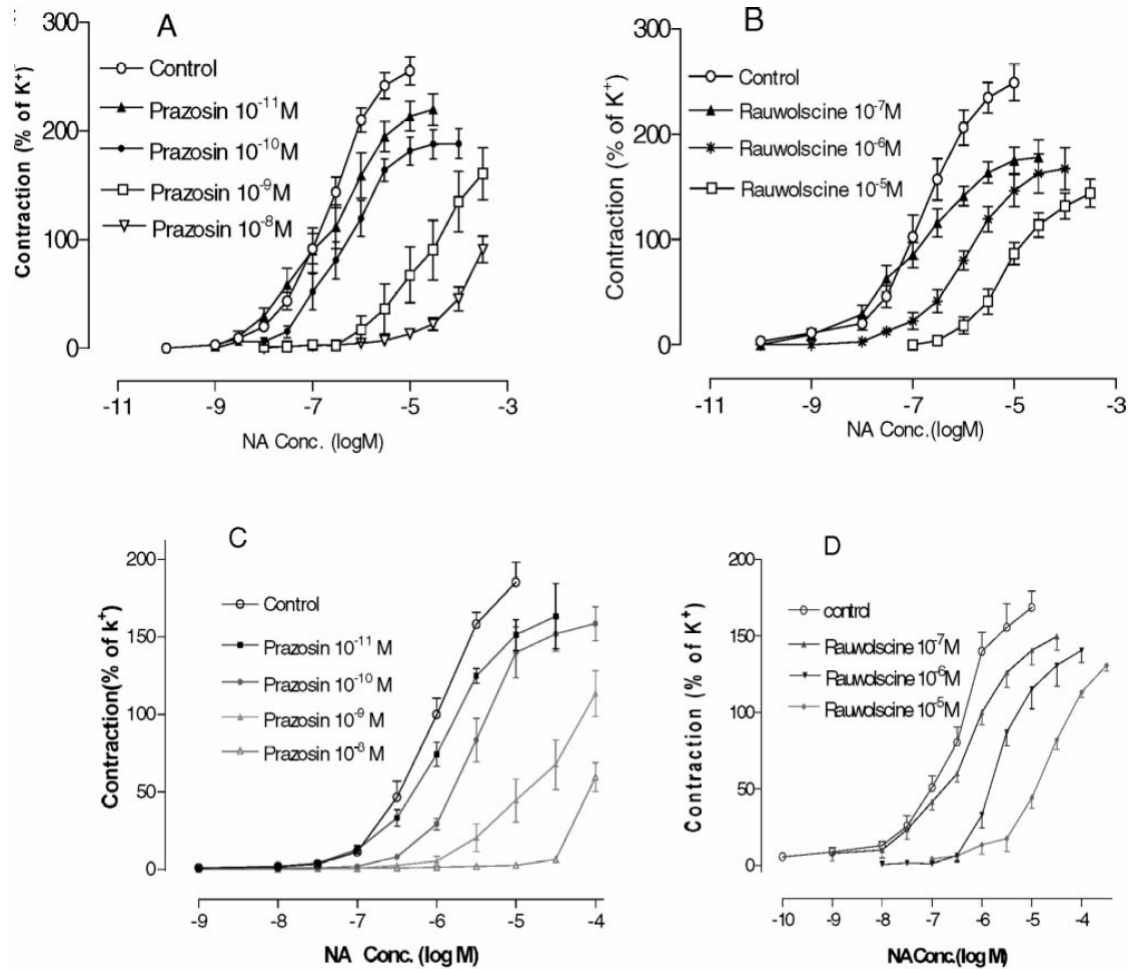 A
300
200
100
0
Contraction (% of K⁺)
Control
Prazosin 10⁻¹¹M
Prazosin 10⁻¹⁰M
Prazosin 10⁻⁹M
Prazosin 10⁻⁸M
-11
-9
-7
-5
-3
NA Conc. (logM)
B
300
200
100
0
Contraction (% of K⁺)
Control
Rauwolscine 10⁻⁷M
Rauwolscine 10⁻⁶M
Rauwolscine 10⁻⁵M
-11
-9
-7
-5
-3
NA Conc.(logM)
C
200
150
100
50
0
Contraction(% of k⁺)
Control
Prazosin 10⁻¹¹ M
Prazosin 10⁻¹⁰ M
Prazosin 10⁻⁹ M
Prazosin 10⁻⁸ M
-9
-8
-7
-6
-5
-4
NA Conc. (log M)
D
200
150
100
50
0
Contraction (% of K⁺)
control
Rauwolscine 10⁻⁷M
Rauwolscine 10⁻⁶M
Rauwolscine 10⁻⁵M
-10
-9
-8
-7
-6
-5
-4
NA Conc.(log M)